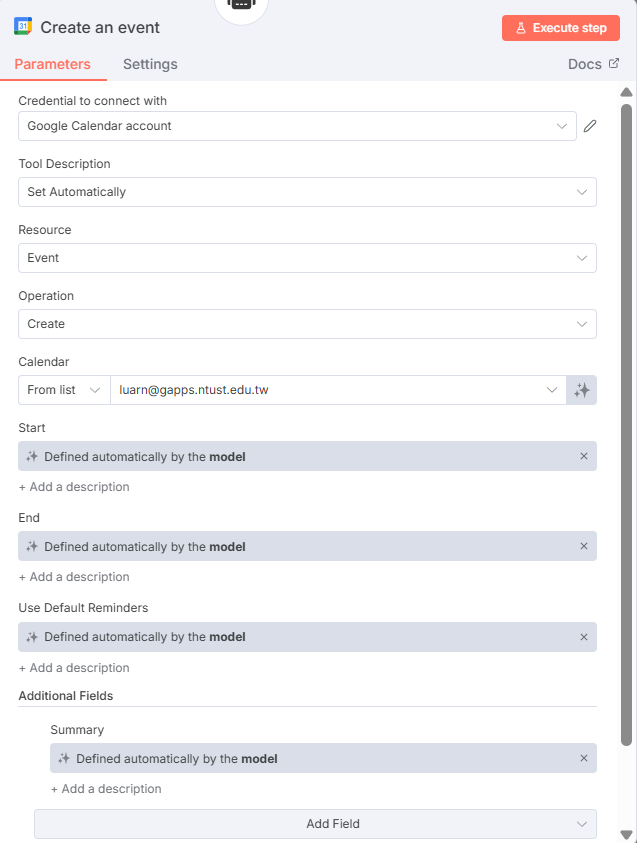 31
Create an event
Execute step
Parameters
Settings
Docs
Credential to connect with
Google Calendar account
Tool Description
Set Automatically
Resource
Event
Operation
Create
Calendar
From list
luarn@gapps.ntust.edu.tw
Start
Defined automatically by the model
+ Add a description
End
Defined automatically by the model
+ Add a description
Use Default Reminders
Defined automatically by the model
+ Add a description
Additional Fields
Summary
Defined automatically by the model
+ Add a description
Add Field